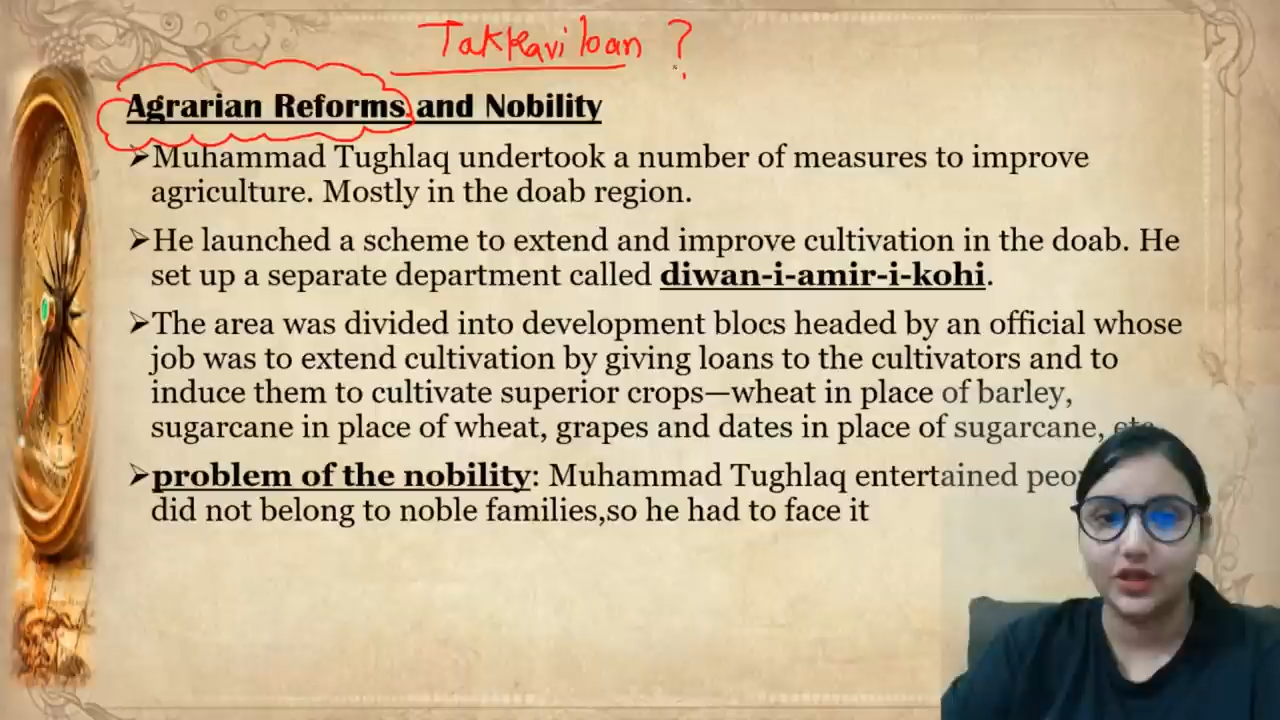 Takkavi loan ?
Agrarian Reforms and Nobility
➢Muhammad Tughlaq undertook a number of measures to improve
agriculture. Mostly in the doab region.
➢He launched a scheme to extend and improve cultivation in the doab. He
set up a separate department called diwan-i-amir-i-kohi.
➢The area was divided into development blocs headed by an official whose
job was to extend cultivation by giving loans to the cultivators and to
induce them to cultivate superior crops—wheat in place of barley,
sugarcane in place of wheat, grapes and dates in place of sugarcane, etc
➢problem of the nobility: Muhammad Tughlaq entertained
did not belong to noble families,so he had to face it